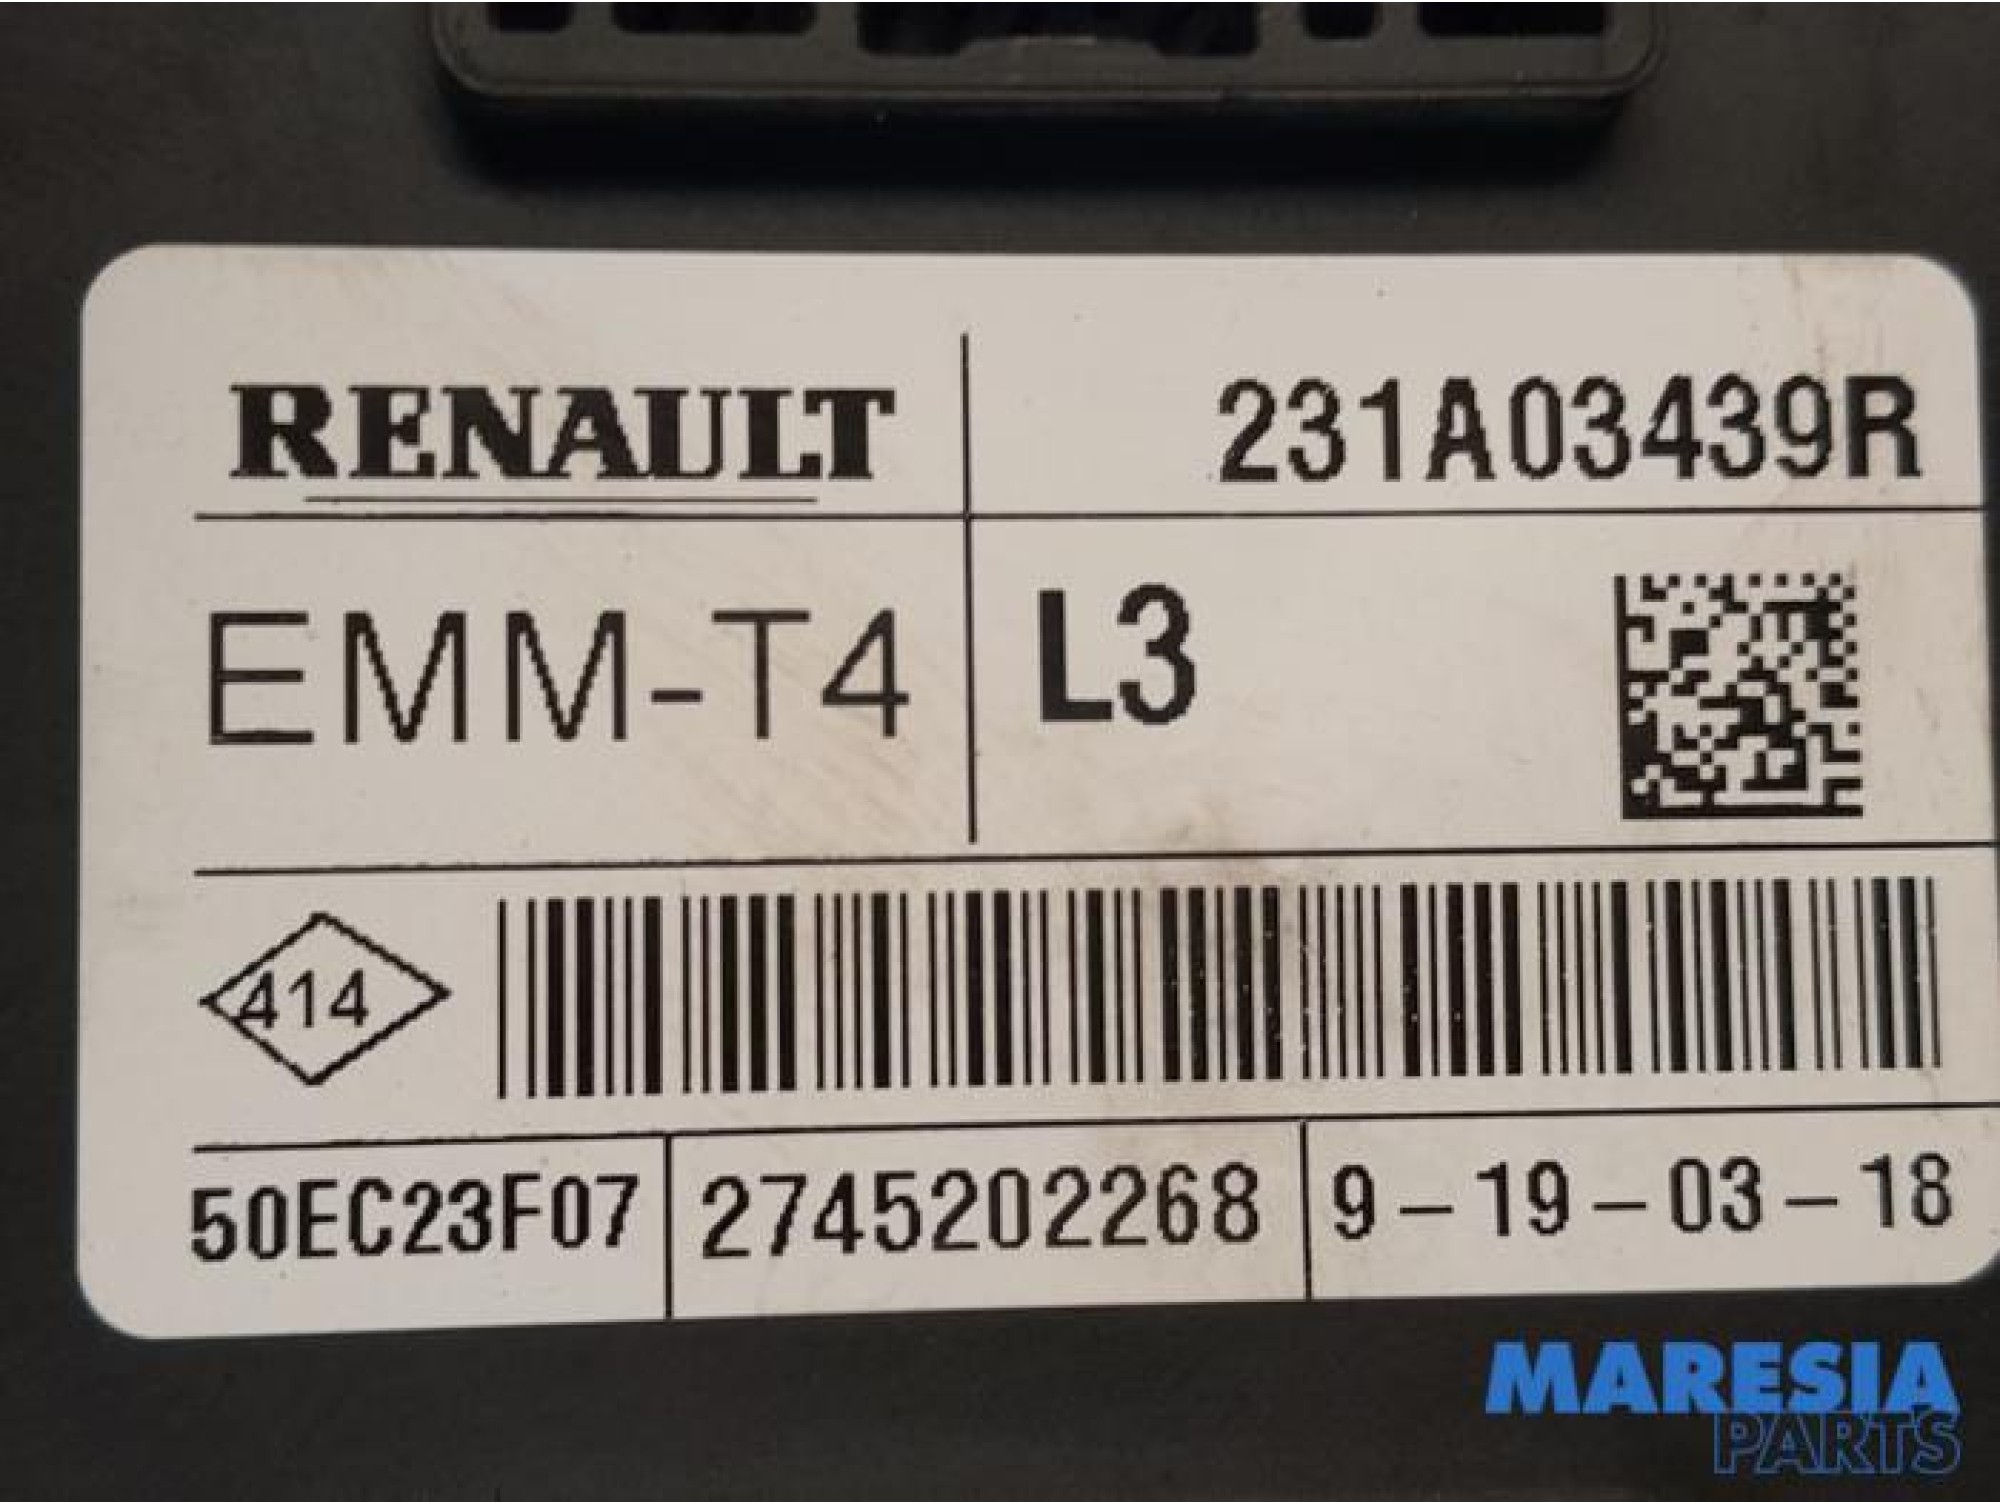 RENAULT 231A03439R
EMM-T4 L3
414
50EC23F07 2745202268 9-19-03-18
MARESIA
PARTS